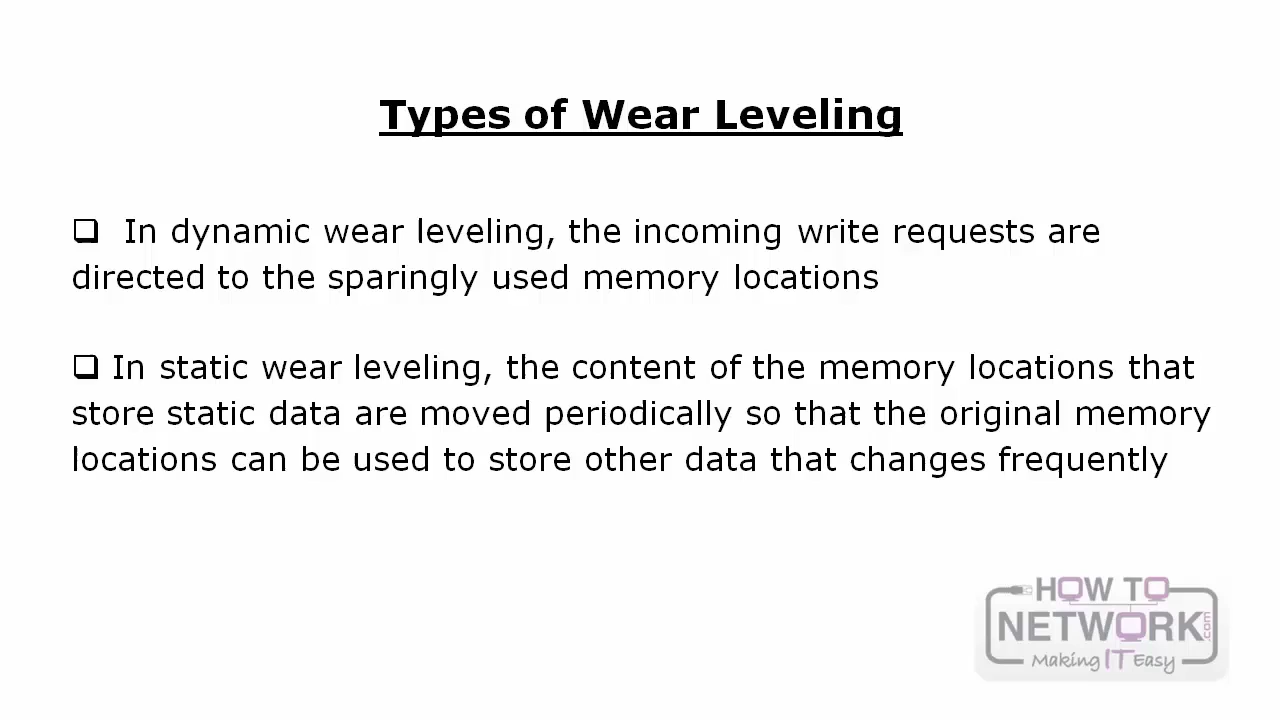 Types of Wear Leveling
In dynamic wear leveling, the incoming write requests are
directed to the sparingly used memory locations
In static wear leveling, the content of the memory locations that
store static data are moved periodically so that the original memory
locations can be used to store other data that changes frequently
HOW TO
NETWORK.com
Making IT Easy